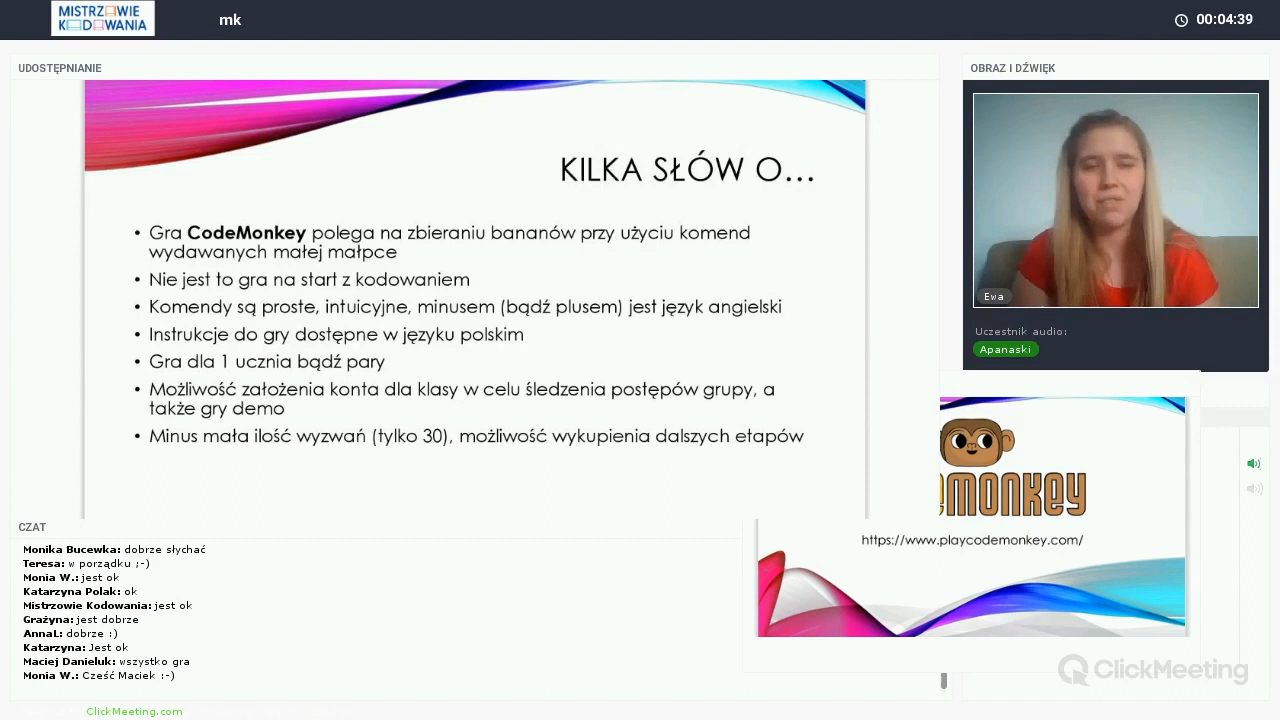 MISTRZOWIE
KODOWANIA
mk
00:04:39
UDOSTĘPNIANIE
KILKA SŁÓW O...
• Gra CodeMonkey polega na zbieraniu bananów przy użyciu komend
wydawanych małej małpce
• Nie jest to gra na start z kodowaniem
• Komendy są proste, intuicyjne, minusem (bądź plusem) jest język angielski
• Instrukcje do gry dostępne w języku polskim
• Gra dla 1 ucznia bądź pary
• Możliwość założenia konta dla klasy w celu śledzenia postępów grupy, a
także gry demo
• Minus mała ilość wyzwań (tylko 30), możliwość wykupienia dalszych etapów
OBRAZ I DŹWIĘK
Ewa
Uczestnik audio:
Apanaski
emonkey
https://www.playcodemonkey.com/
CZAT
Monika Bucewka: dobrze słychać
Teresa: w porządku ;-)
Monia W.: jest ok
Katarzyna Polak: ok
Mistrzowie Kodowania: jest ok
Grażyna: jest dobrze
AnnaL: dobrze :)
Katarzyna: Jest ok
Maciej Danieluk: wszystko gra
Monia W.: Cześć Maciek :-)
ClickMeeting
ClickMeeting.com